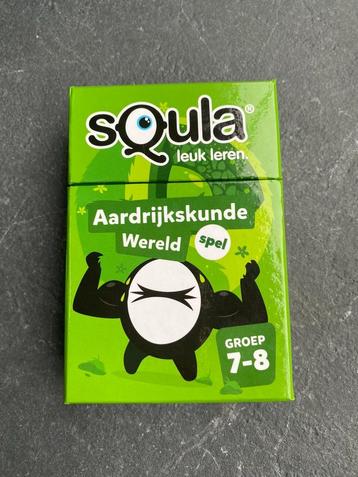 sQula®
leuk leren.
Aardrijkskunde
Wereld spel
GROEP
7-8